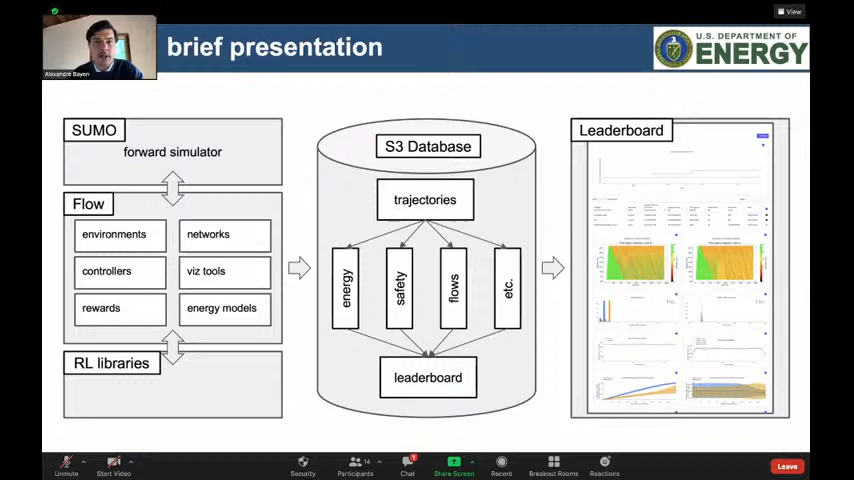 View
brief presentation
U.S. DEPARTMENT OF
ENERGY
Alexandre Bayen
SUMO
forward simulator
Flow
environments
networks
controllers
viz tools
rewards
energy models
RL libraries
S3 Database
trajectories
energy
safety
flows
etc.
leaderboard
Leaderboard
Unmute
Start Video
Security
Participants
14
Chat
1
Share Screen
Record
Breakout Rooms
Reactions
Leave